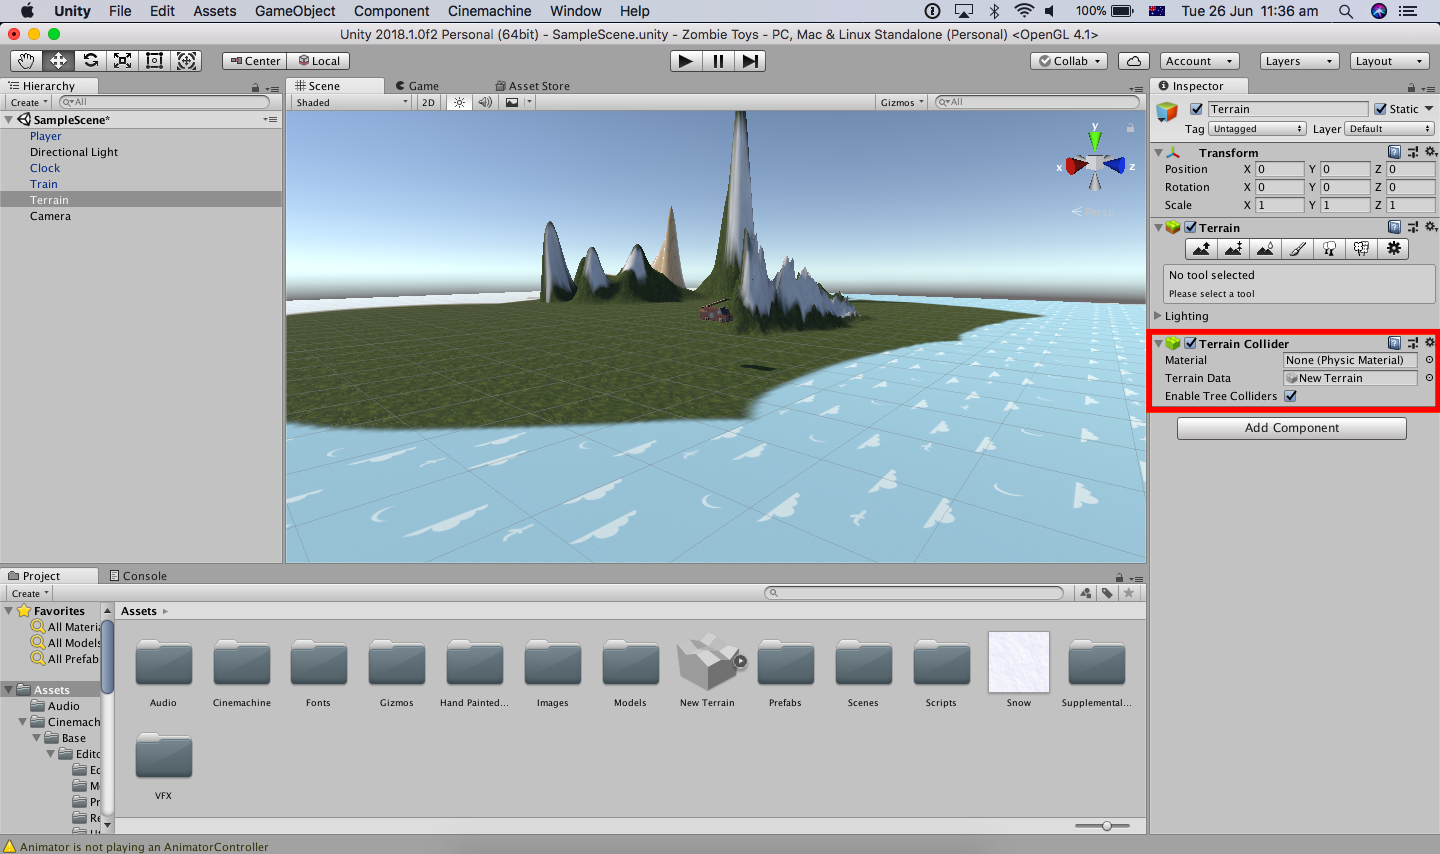 Unity File Edit Assets GameObject Component Cinemachine Window Help 100% Tue 26 Jun 11:36 am
Unity 2018.1.0f2 Personal (64bit) - SampleScene.unity - Zombie Toys - PC, Mac & Linux Standalone (Personal) <OpenGL 4.1>
Center Local Collab Account Layers Layout
Hierarchy
Create All
SampleScene*
Player
Directional Light
Clock
Train
Terrain
Camera
Scene Game Asset Store
Shaded 2D Gizmos All
y
x z
Persp
Inspector
Terrain Static
Tag Untagged Layer Default
Transform
Position X 0 Y 0 Z 0
Rotation X 0 Y 0 Z 0
Scale X 1 Y 1 Z 1
Terrain
No tool selected
Please select a tool
Lighting
Terrain Collider
Material None (Physic Material)
Terrain Data New Terrain
Enable Tree Colliders
Add Component
Project Console
Create
Favorites
All Materi
All Models
All Prefab
Assets
Audio
Cinemach
Base
Edito
Ec
M
Pr
Re
Assets
Audio Cinemachine Fonts Gizmos Hand Painted... Images Models New Terrain Prefabs Scenes Scripts Snow Supplemental...
VFX
Animator is not playing an AnimatorController